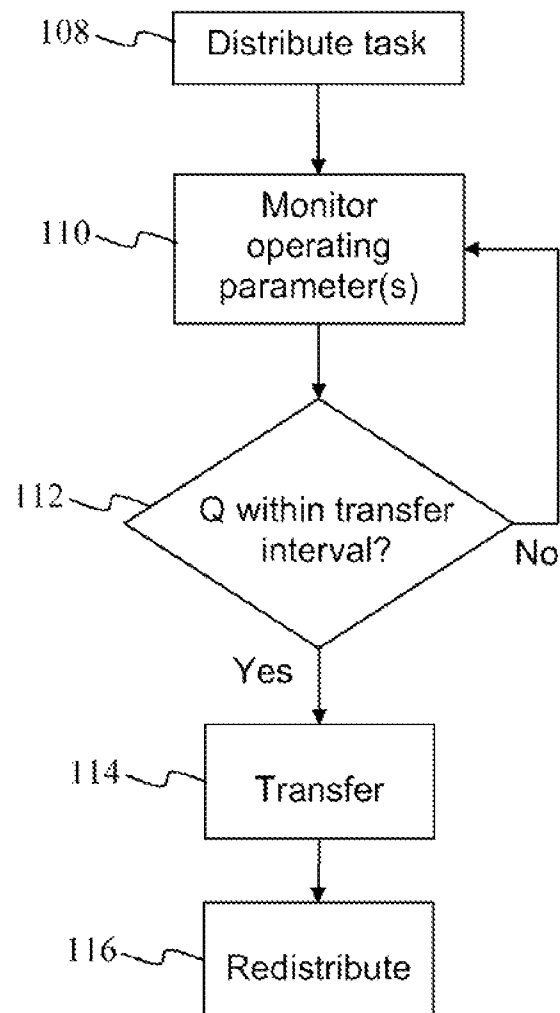 108
Distribute task
110
Monitor
operating
parameter(s)
112
Q within transfer
interval?
No
Yes
114
Transfer
116
Redistribute